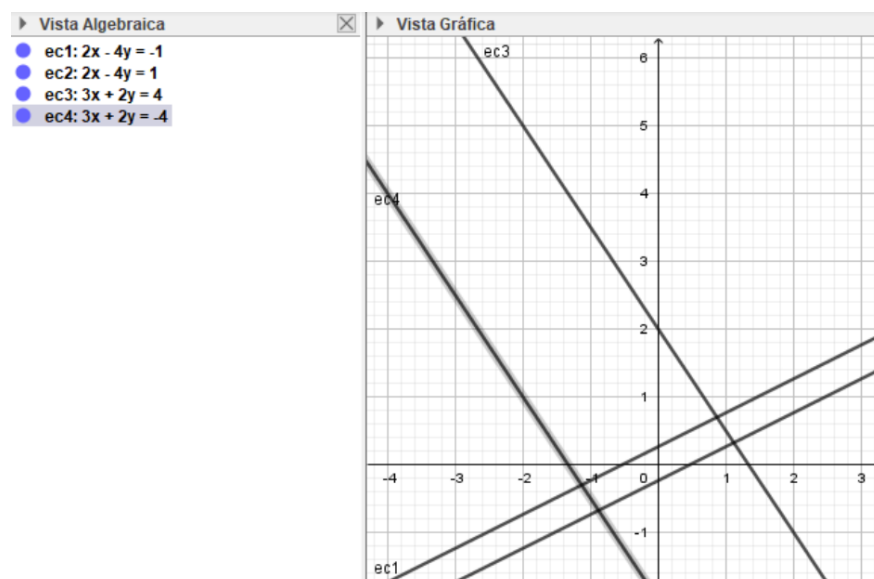 Vista Algebraica
ec1: 2x - 4y = -1
ec2: 2x - 4y = 1
ec3: 3x + 2y = 4
ec4: 3x + 2y = -4
Vista Gráfica
ec3
6
5
ec4
4
3
2
1
-4 -3 -2 -1 0 1 2 3
-1
ec1